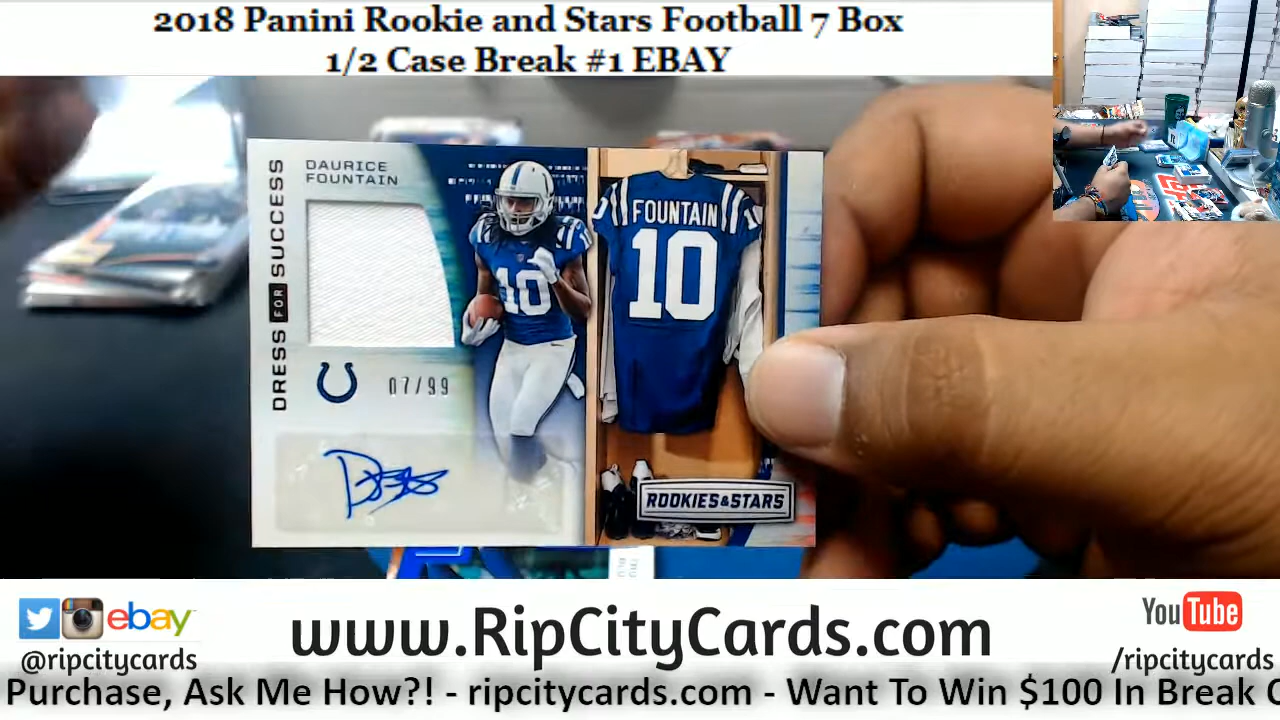 2018 Panini Rookie and Stars Football 7 Box
1/2 Case Break #1 EBAY
DRESS FOR SUCCESS
DAURICE
FOUNTAIN
10
FOUNTAIN
10
10
07/99
ROOKIES&STARS
ebay
@ripcitycards
www.RipCityCards.com
YouTube
/ripcitycards
Purchase, Ask Me How?! - ripcitycards.com - Want To Win $100 In Break